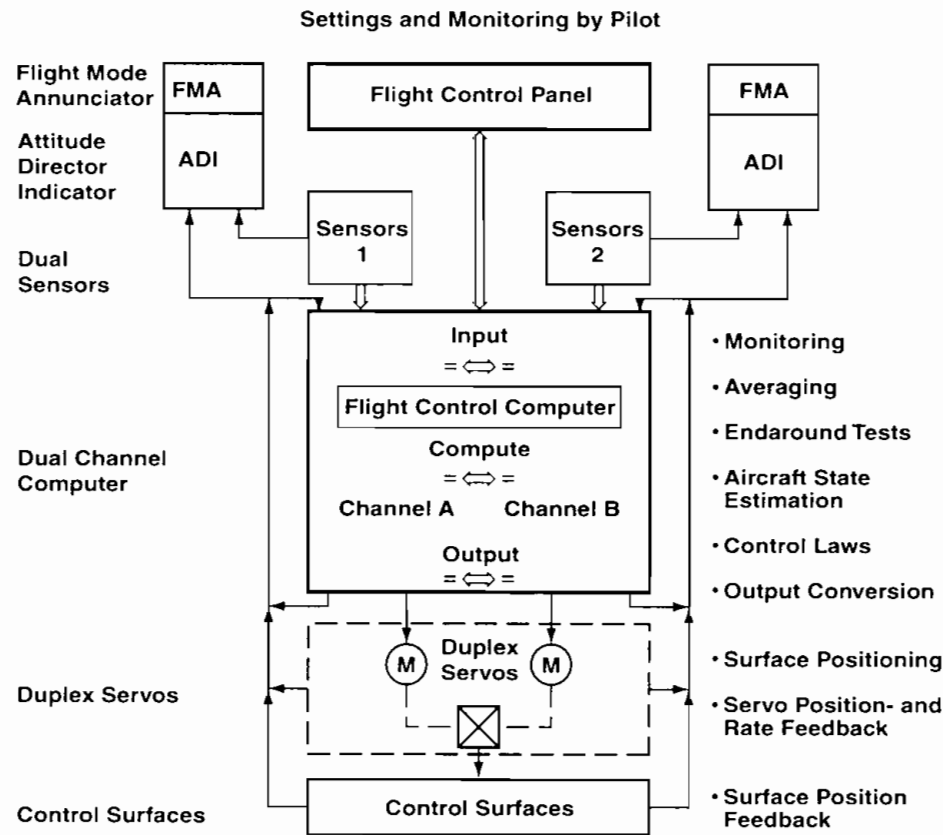 Settings and Monitoring by Pilot
Flight Mode
Annunciator
FMA
Flight Control Panel
FMA
Attitude
Director
Indicator
ADI
ADI
Sensors
1
Sensors
2
Dual
Sensors
Input
= ⇔ =
Flight Control Computer
Compute
= ⇔ =
Channel A
Channel B
Output
= ⇔ =
Dual Channel
Computer
• Monitoring
• Averaging
• Endaround Tests
• Aircraft State
Estimation
• Control Laws
• Output Conversion
Duplex Servos
M
Duplex
Servos
M
• Surface Positioning
• Servo Position- and
Rate Feedback
Control Surfaces
Control Surfaces
• Surface Position
Feedback